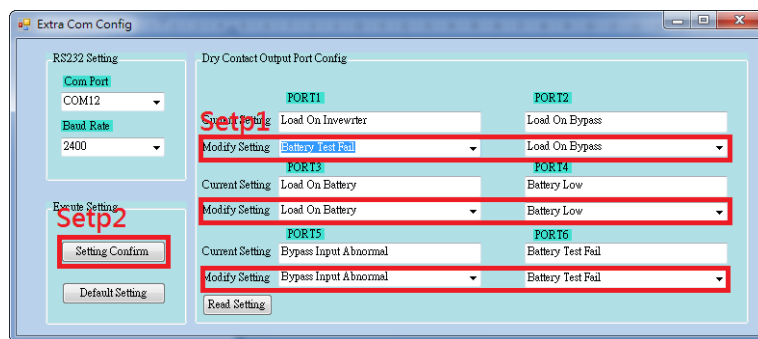 Extra Com Config
RS232 Setting
Com Port
COM12
Baud Rate
2400
Excute Setting
Setp2
Setting Confirm
Default Setting
Dry Contact Output Port Config
PORT1 PORT2
Setp1
Current Setting Load On Invewrter Load On Bypass
Modify Setting Battery Test Fail Load On Bypass
PORT3 PORT4
Current Setting Load On Battery Battery Low
Modify Setting Load On Battery Battery Low
PORT5 PORT6
Current Setting Bypass Input Abnormal Battery Test Fail
Modify Setting Bypass Input Abnormal Battery Test Fail
Read Setting